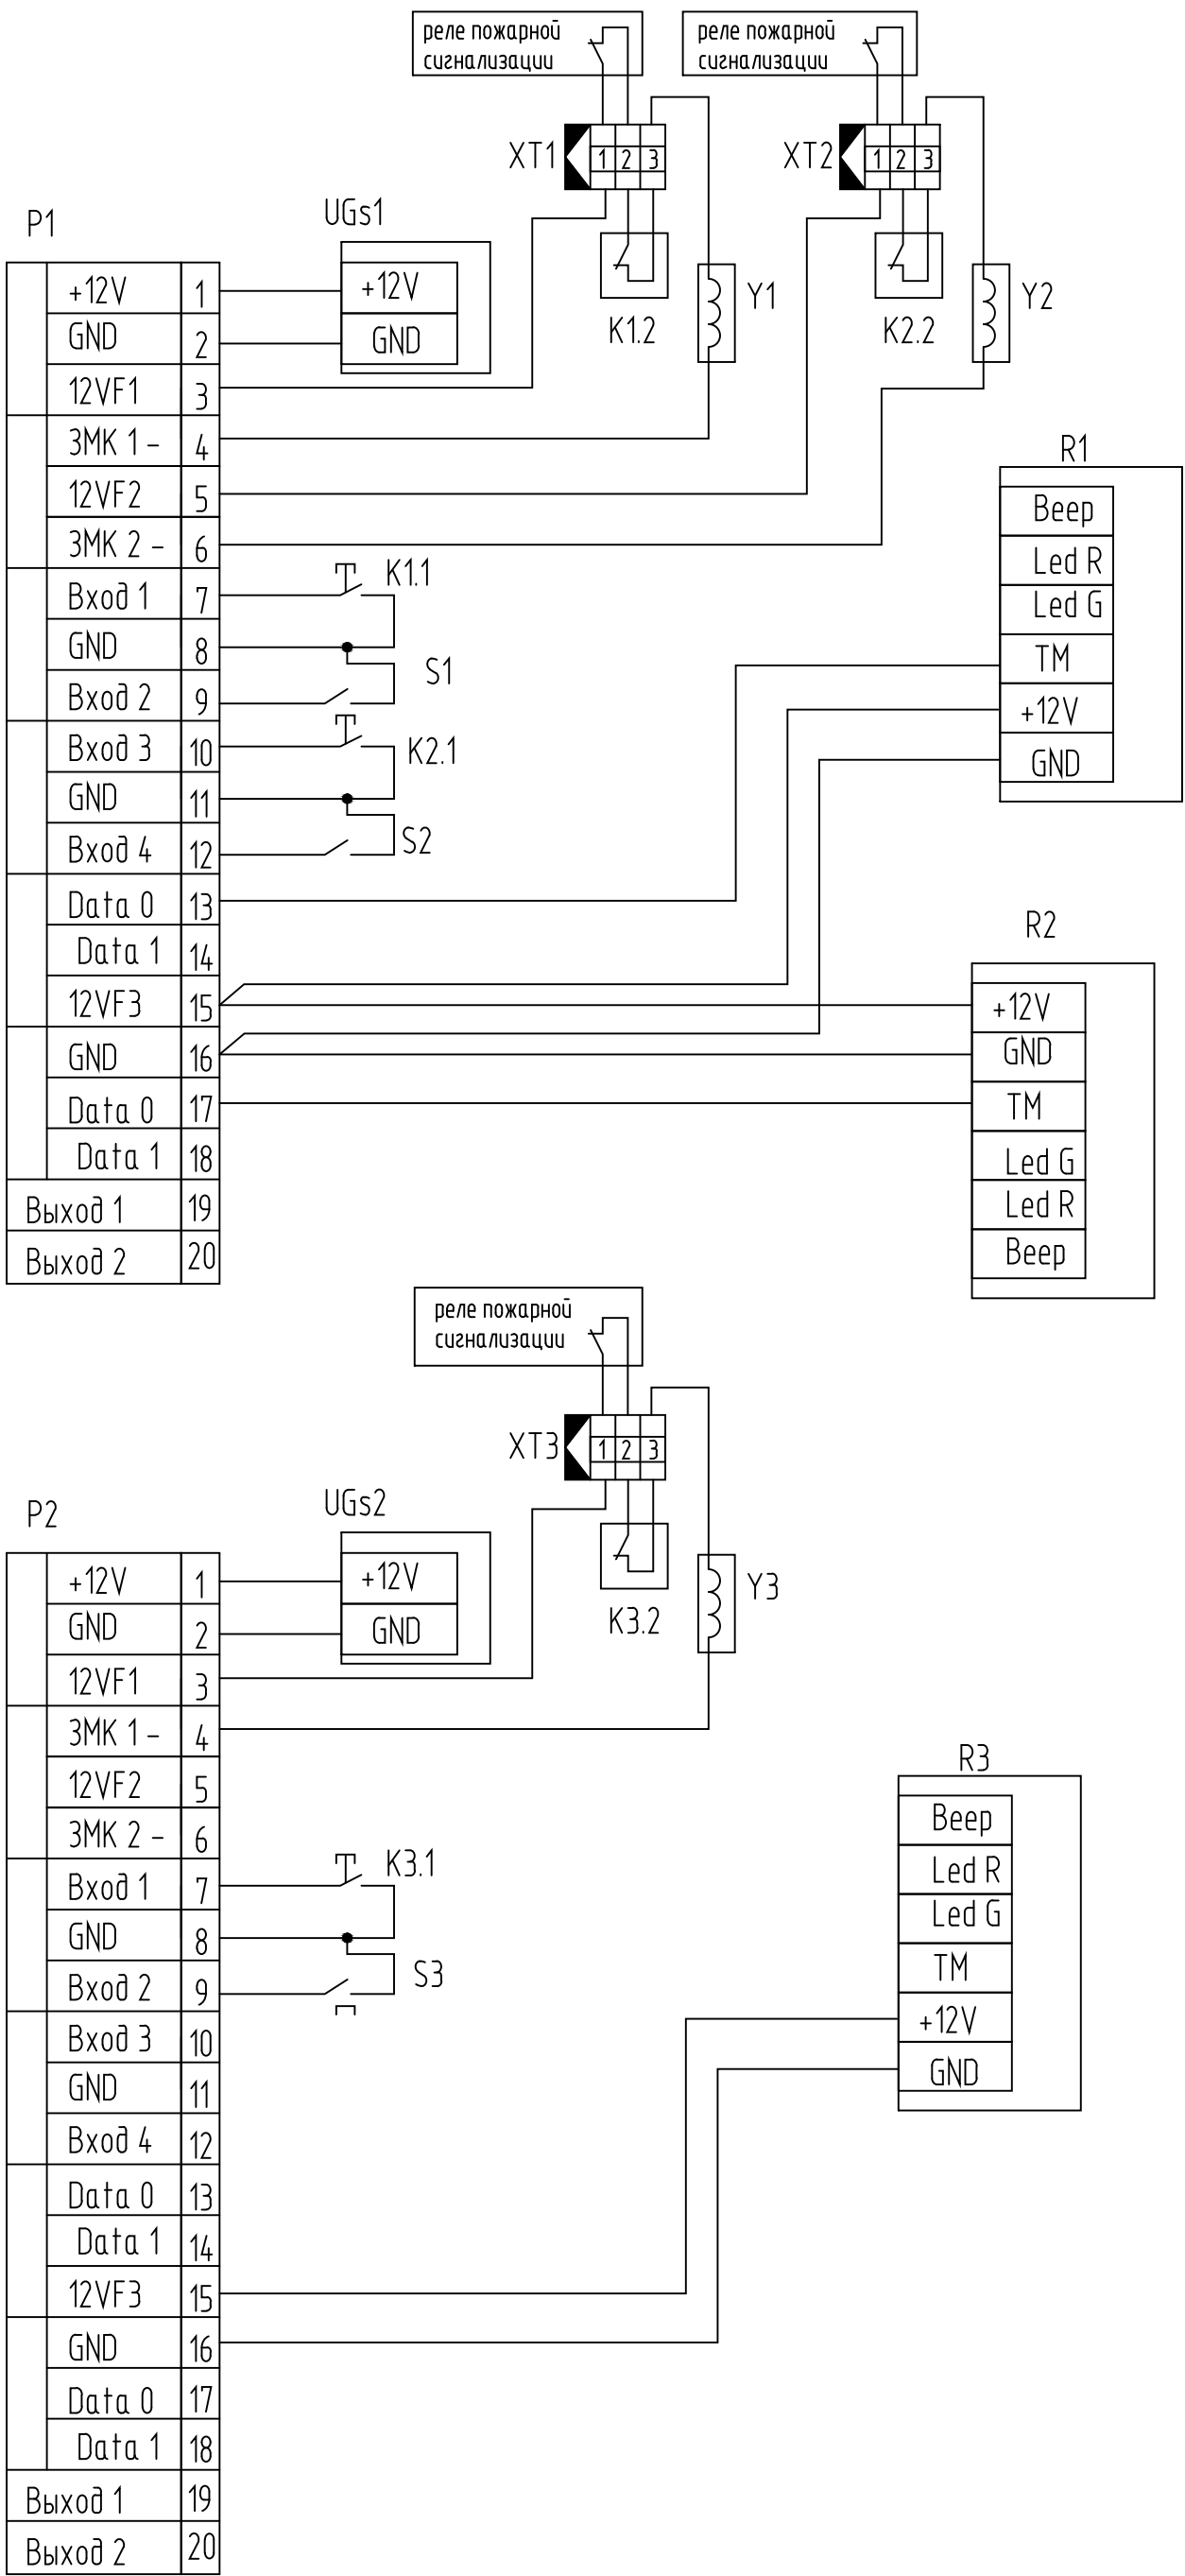 реле пожарной
сигнализации
реле пожарной
сигнализации
XT1
1 2 3
XT2
1 2 3
K1.2
Y1
K2.2
Y2
P1
+12V 1
GND 2
12VF1 3
ЗМК 1 - 4
12VF2 5
ЗМК 2 - 6
Вход 1 7
GND 8
Вход 2 9
Вход 3 10
GND 11
Вход 4 12
Data 0 13
Data 1 14
12VF3 15
GND 16
Data 0 17
Data 1 18
Выход 1 19
Выход 2 20
UGs1
+12V
GND
K1.1
S1
K2.1
S2
R1
Beep
Led R
Led G
TM
+12V
GND
R2
+12V
GND
TM
Led G
Led R
Beep
реле пожарной
сигнализации
XT3
1 2 3
K3.2
Y3
P2
+12V 1
GND 2
12VF1 3
ЗМК 1 - 4
12VF2 5
ЗМК 2 - 6
Вход 1 7
GND 8
Вход 2 9
Вход 3 10
GND 11
Вход 4 12
Data 0 13
Data 1 14
12VF3 15
GND 16
Data 0 17
Data 1 18
Выход 1 19
Выход 2 20
UGs2
+12V
GND
K3.1
S3
R3
Beep
Led R
Led G
TM
+12V
GND